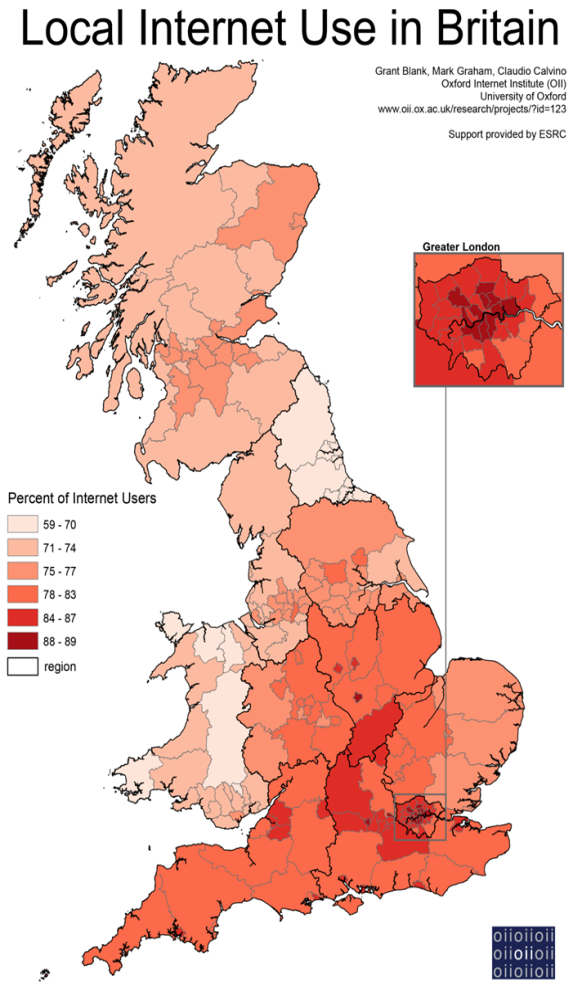 Local Internet Use in Britain
Grant Blank, Mark Graham, Claudio Calvino
Oxford Internet Institute (OII)
University of Oxford
www.oii.ox.ac.uk/research/projects/?id=123
Support provided by ESRC
Greater London
Percent of Internet Users
59 - 70
71 - 74
75 - 77
78 - 83
84 - 87
88 - 89
region
oiioiioii
oiioiioii
oiioiioii